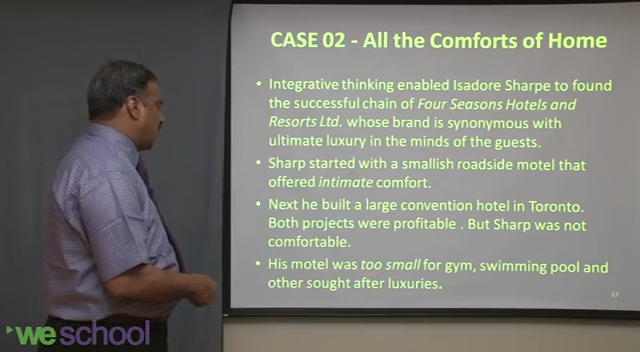 CASE 02 - All the Comforts of Home
• Integrative thinking enabled Isadore Sharpe to found
the successful chain of Four Seasons Hotels and
Resorts Ltd. whose brand is synonymous with
ultimate luxury in the minds of the guests.
• Sharp started with a smallish roadside motel that
offered intimate comfort.
• Next he built a large convention hotel in Toronto.
Both projects were profitable . But Sharp was not
comfortable.
• His motel was too small for gym, swimming pool and
other sought after luxuries.
37
weschool